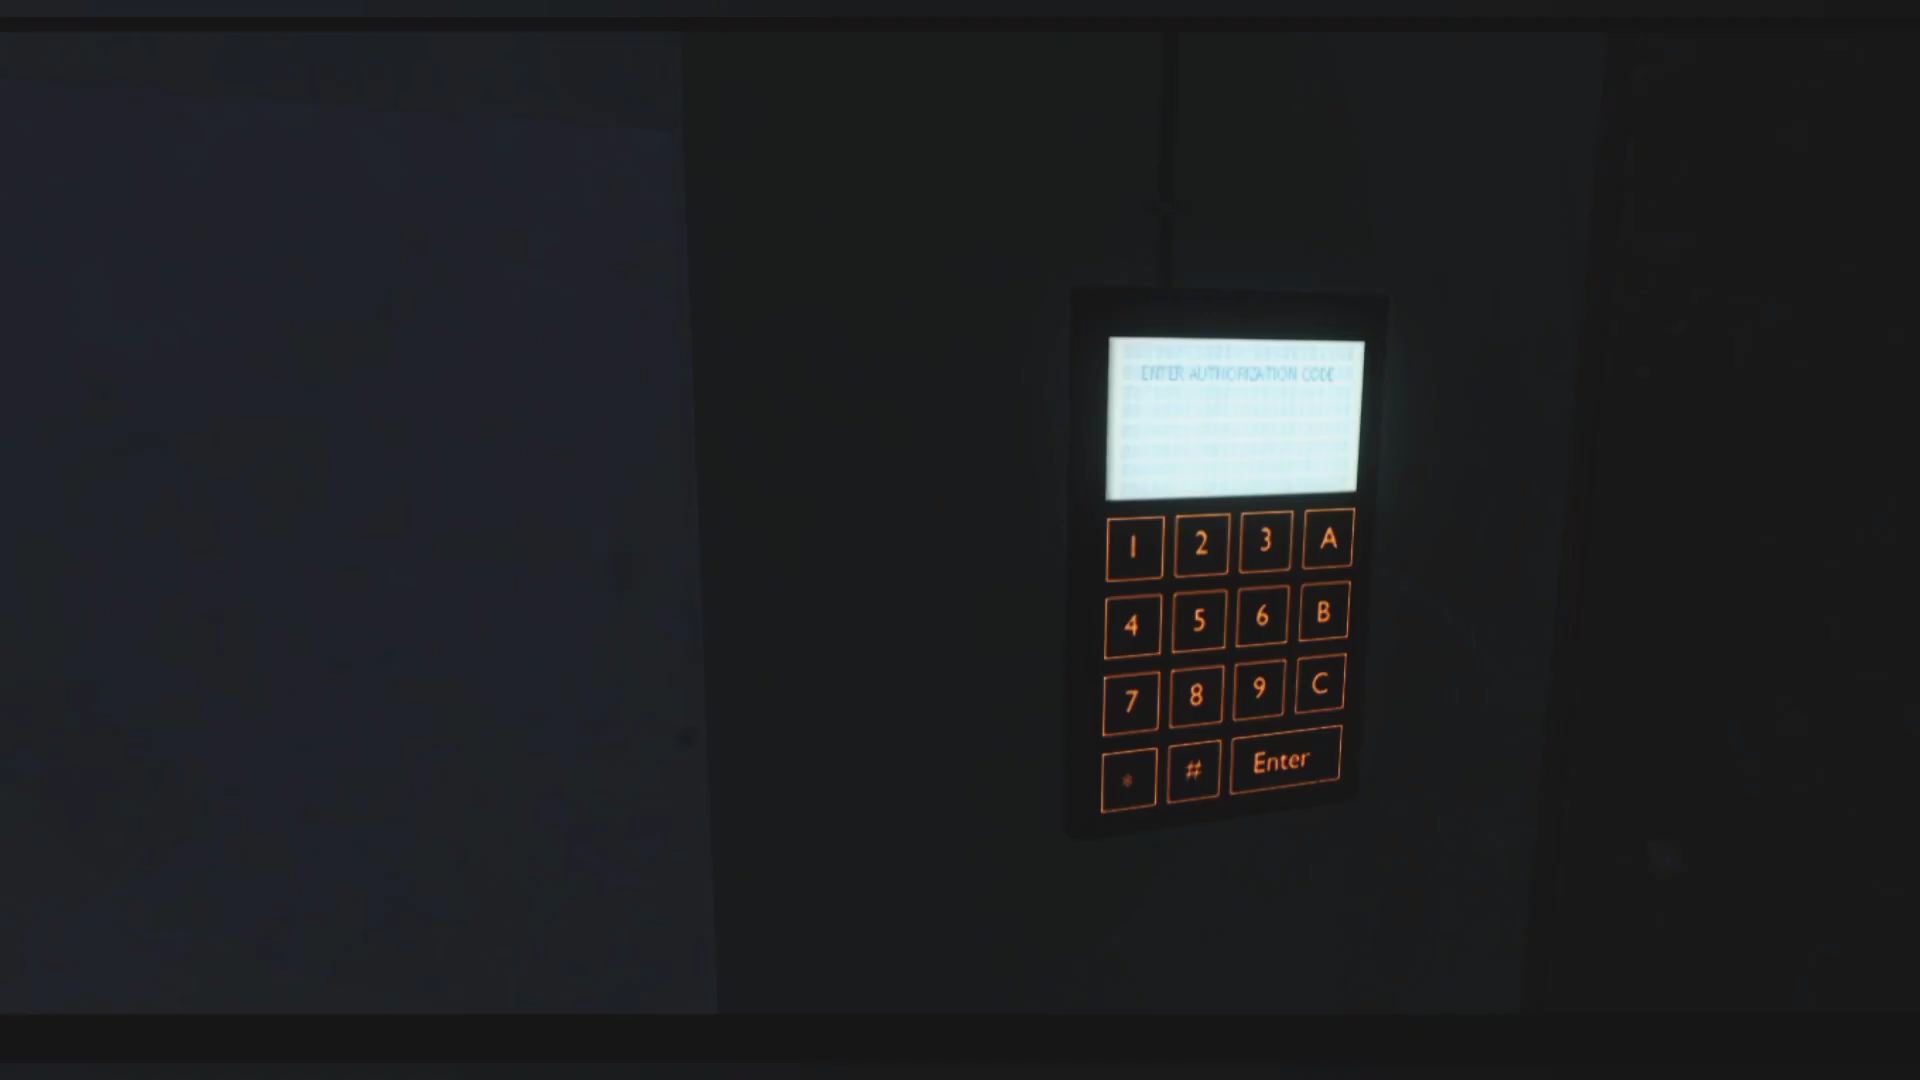 ENTER AUTHORIZATION CODE
1 2 3 A
4 5 6 B
7 8 9 C
* # Enter